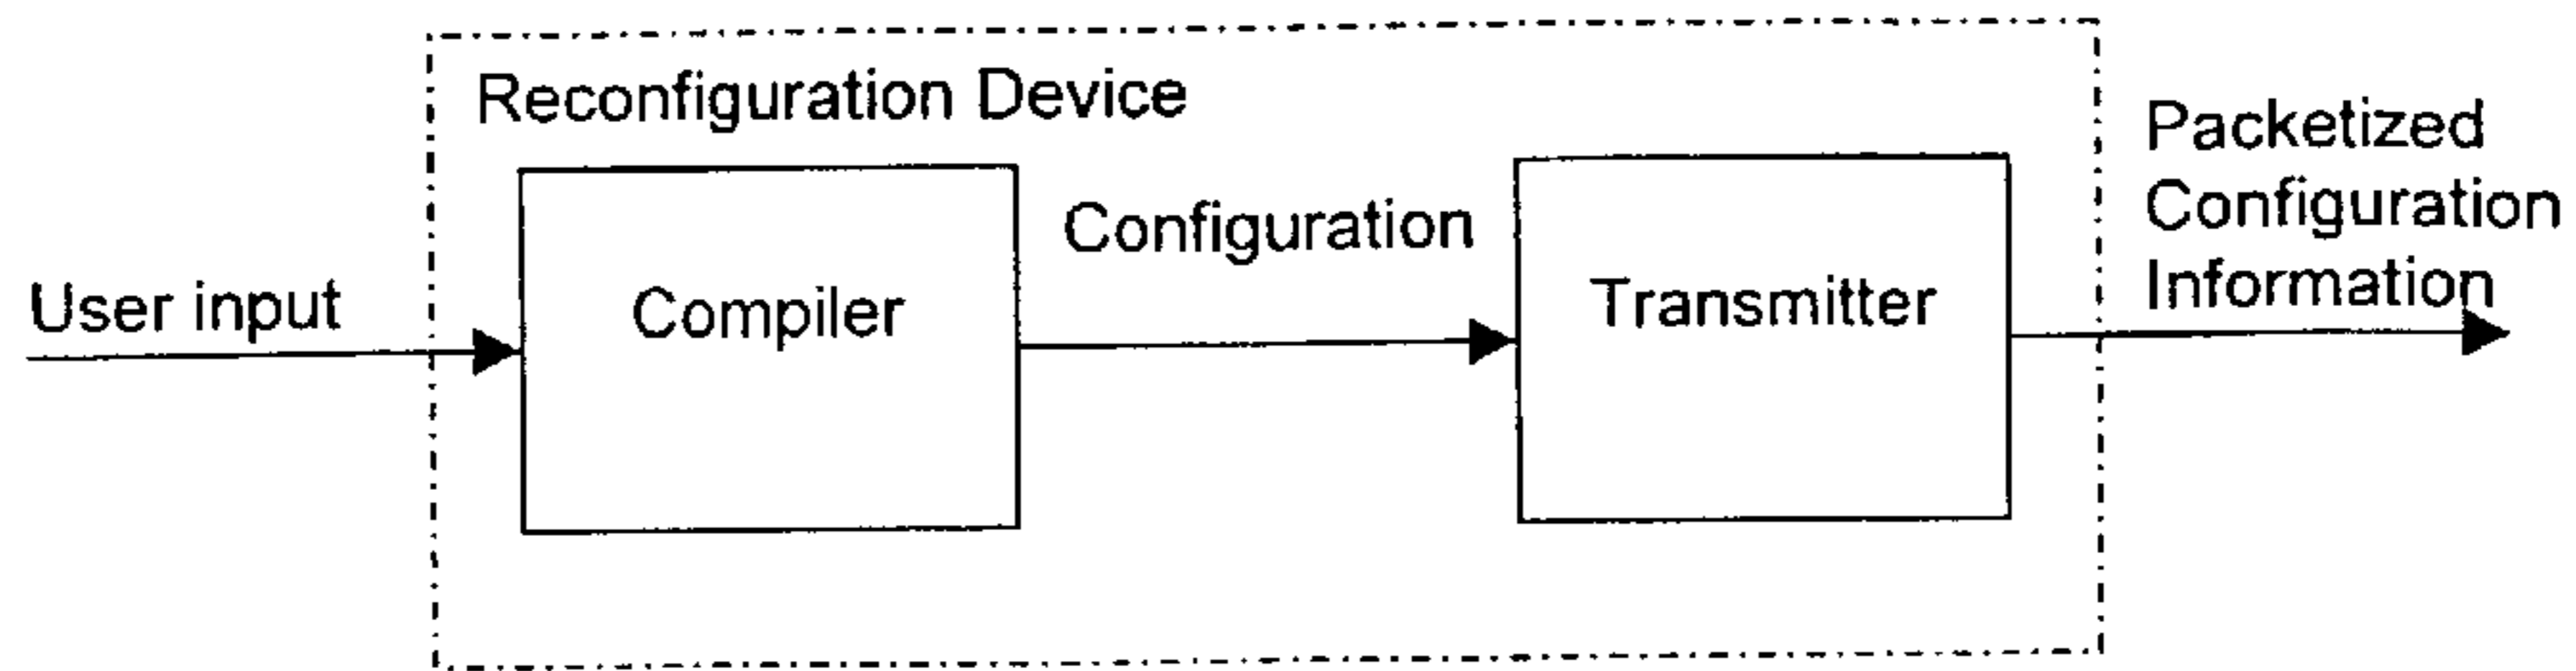 Reconfiguration Device
User input
Compiler
Configuration
Transmitter
Packetized
Configuration
Information